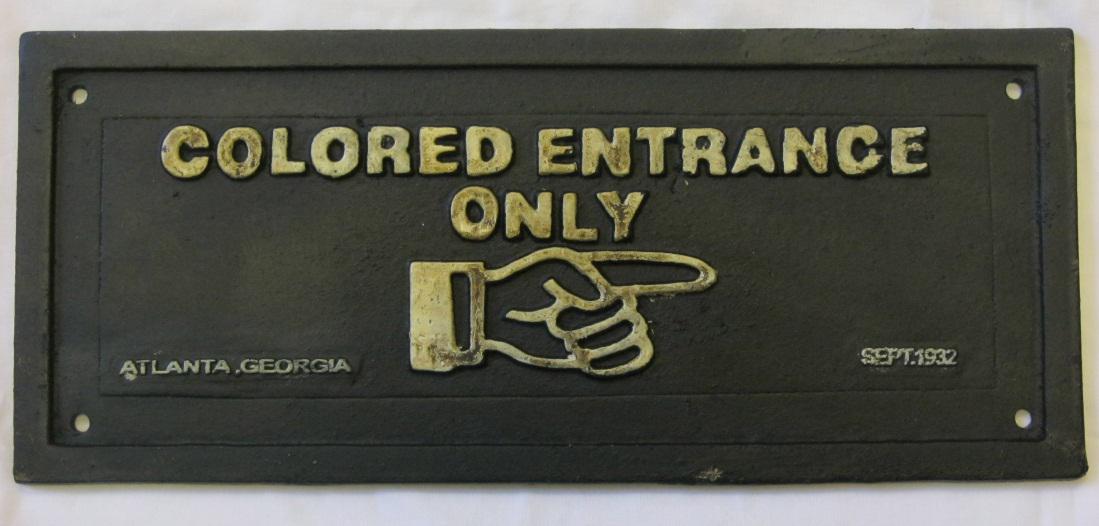 COLORED ENTRANCE
ONLY
ATLANTA, GEORGIA
SEPT.1932